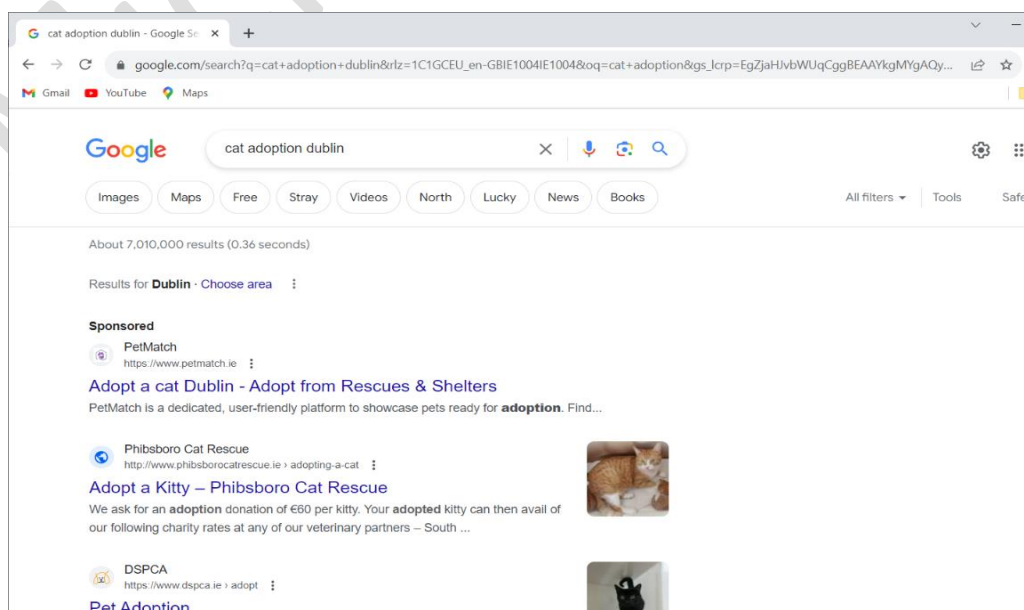 cat adoption dublin - Google Se
google.com/search?q=cat+adoption+dublin&rlz=1C1GCEU_en-GBIE1004IE1004&oq=cat+adoption&gs_lcrp=EgZjaHJvbWUqCggBEAAYkgMYgAQy...
Gmail YouTube Maps
Google cat adoption dublin
Images Maps Free Stray Videos North Lucky News Books All filters Tools Safe
About 7,010,000 results (0.36 seconds)
Results for Dublin · Choose area
Sponsored
PetMatch
https://www.petmatch.ie
Adopt a cat Dublin - Adopt from Rescues & Shelters
PetMatch is a dedicated, user-friendly platform to showcase pets ready for adoption. Find...
Phibsboro Cat Rescue
http://www.phibsborocatrescue.ie › adopting-a-cat
Adopt a Kitty – Phibsboro Cat Rescue
We ask for an adoption donation of €60 per kitty. Your adopted kitty can then avail of
our following charity rates at any of our veterinary partners – South ...
DSPCA
https://www.dspca.ie › adopt
Pet Adoption